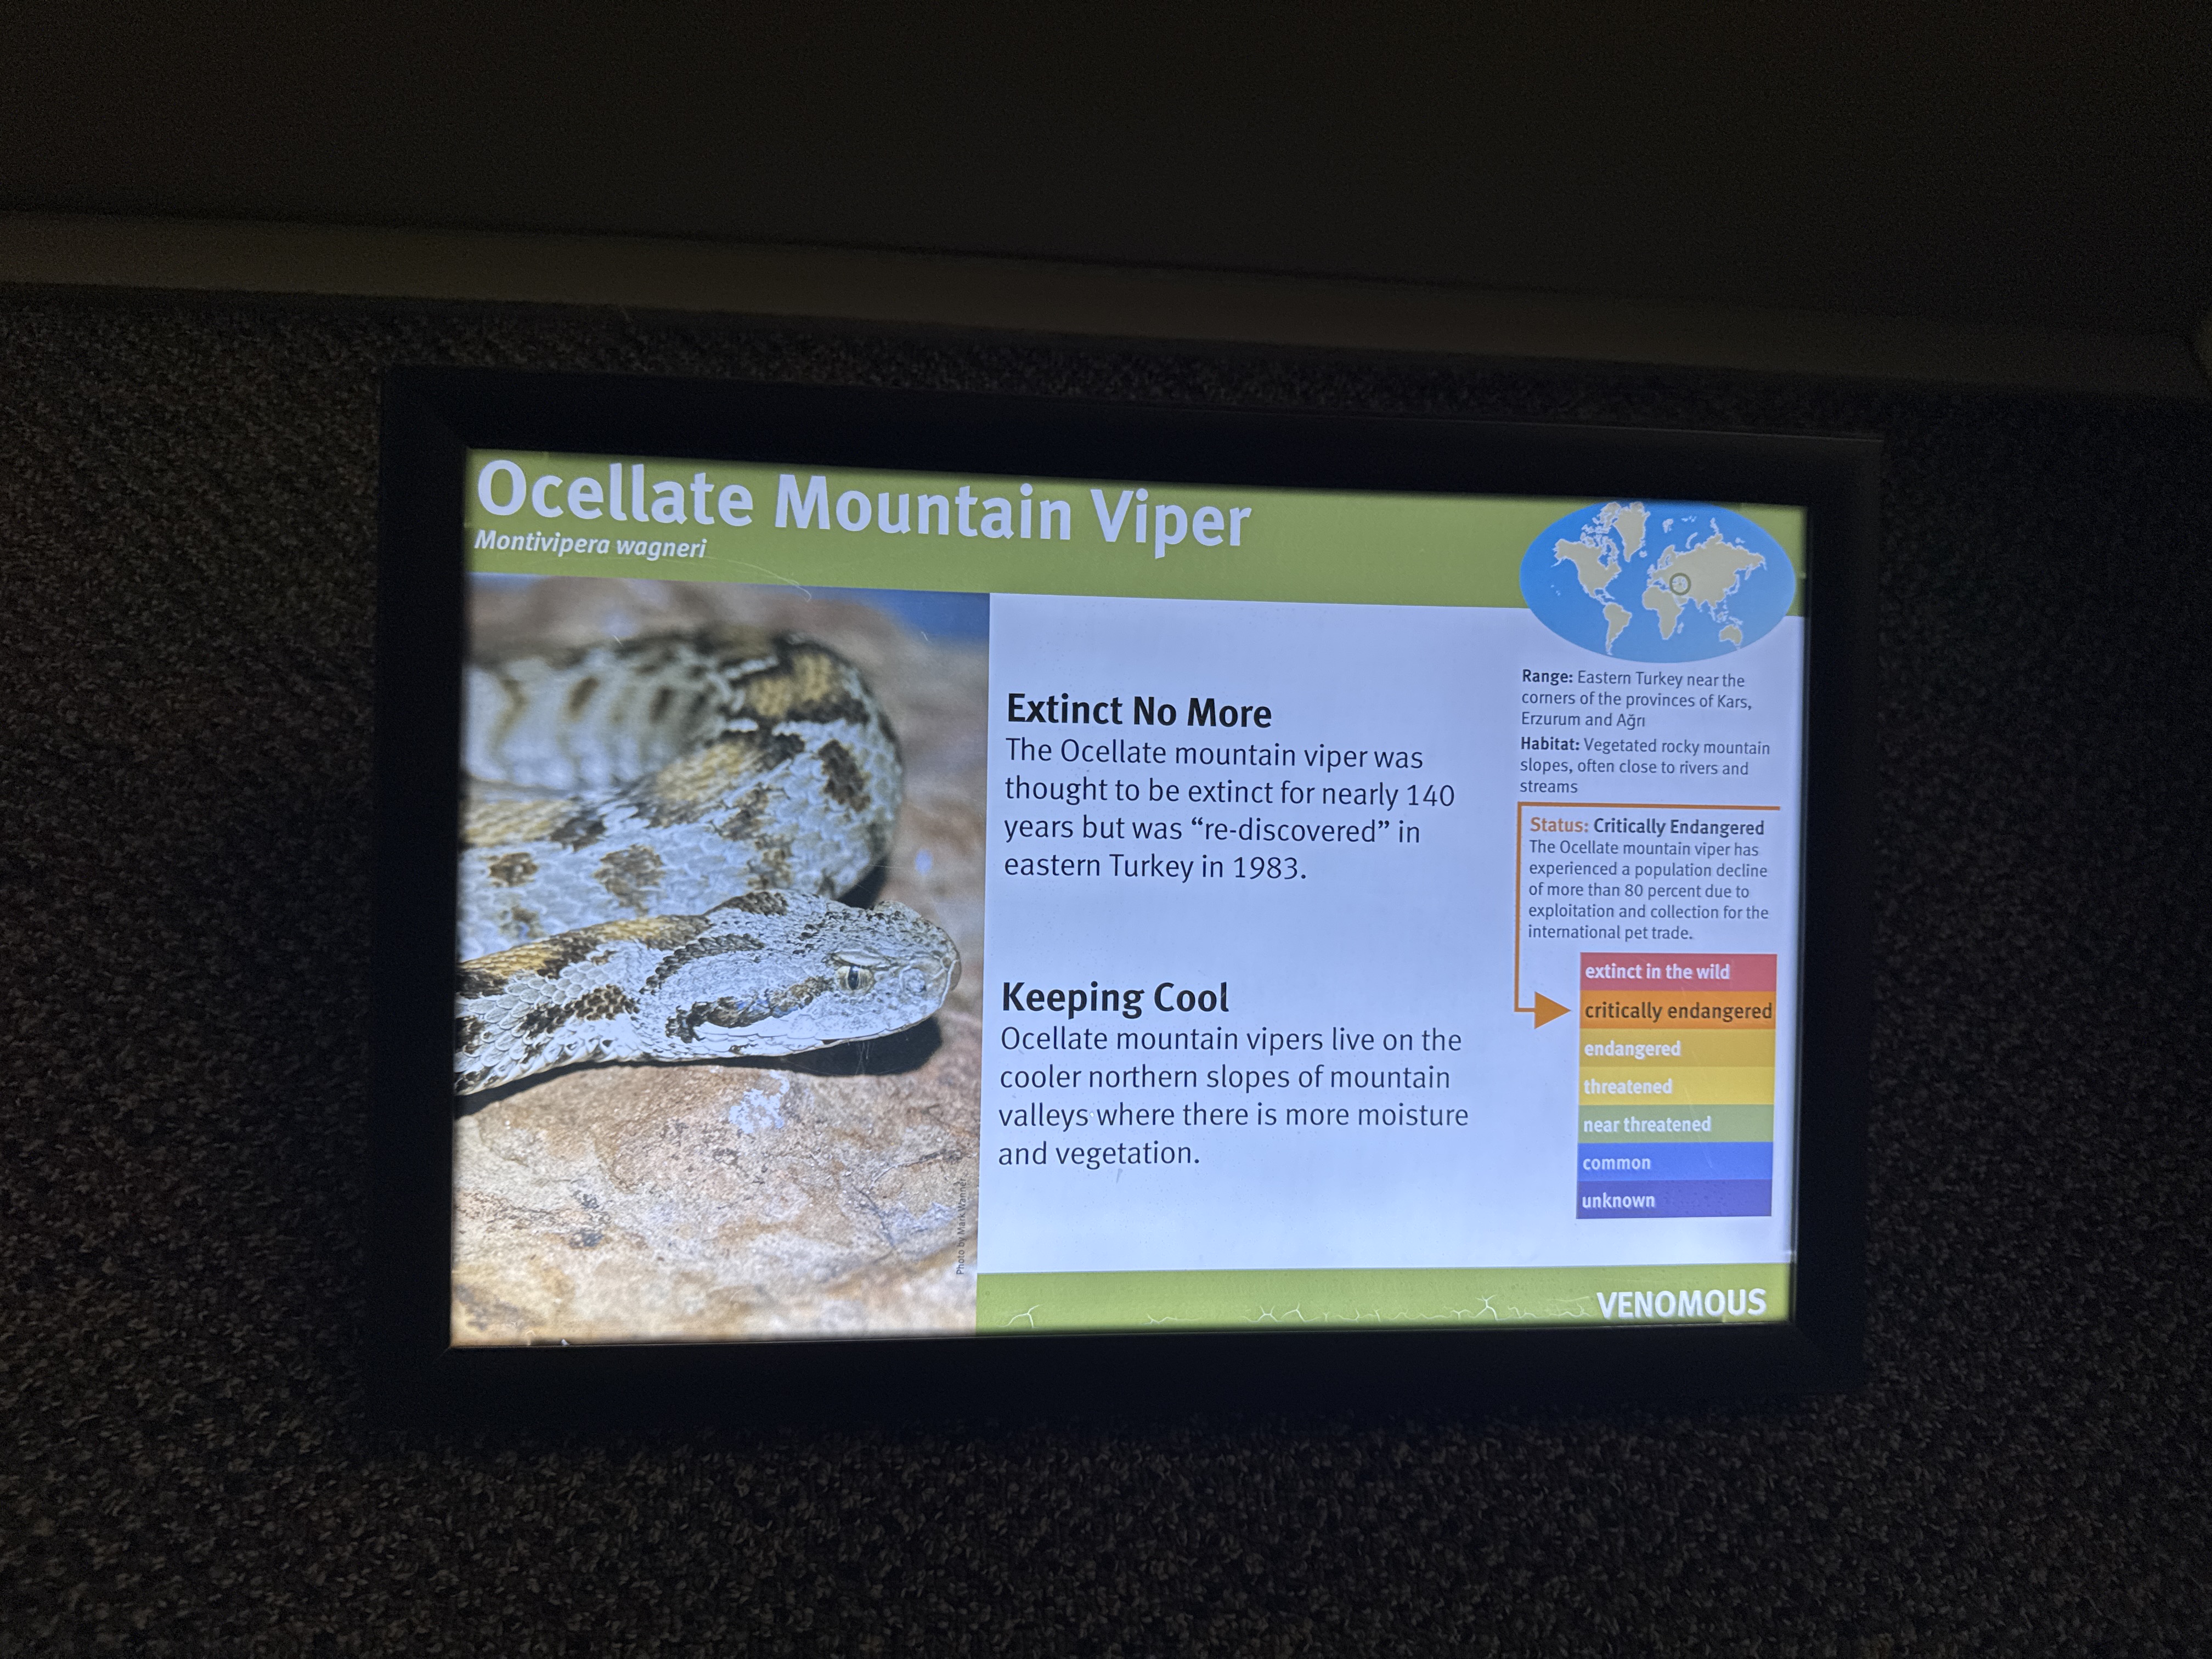 Ocellate Mountain Viper
Montivipera wagneri
Extinct No More
The Ocellate mountain viper was
thought to be extinct for nearly 140
years but was “re-discovered” in
eastern Turkey in 1983.
Keeping Cool
Ocellate mountain vipers live on the
cooler northern slopes of mountain
valleys where there is more moisture
and vegetation.
Photo by Mark Wanner
Range: Eastern Turkey near the
corners of the provinces of Kars,
Erzurum and Ağrı
Habitat: Vegetated rocky mountain
slopes, often close to rivers and
streams
Status: Critically Endangered
The Ocellate mountain viper has
experienced a population decline
of more than 80 percent due to
exploitation and collection for the
international pet trade.
extinct in the wild
critically endangered
endangered
threatened
near threatened
common
unknown
VENOMOUS